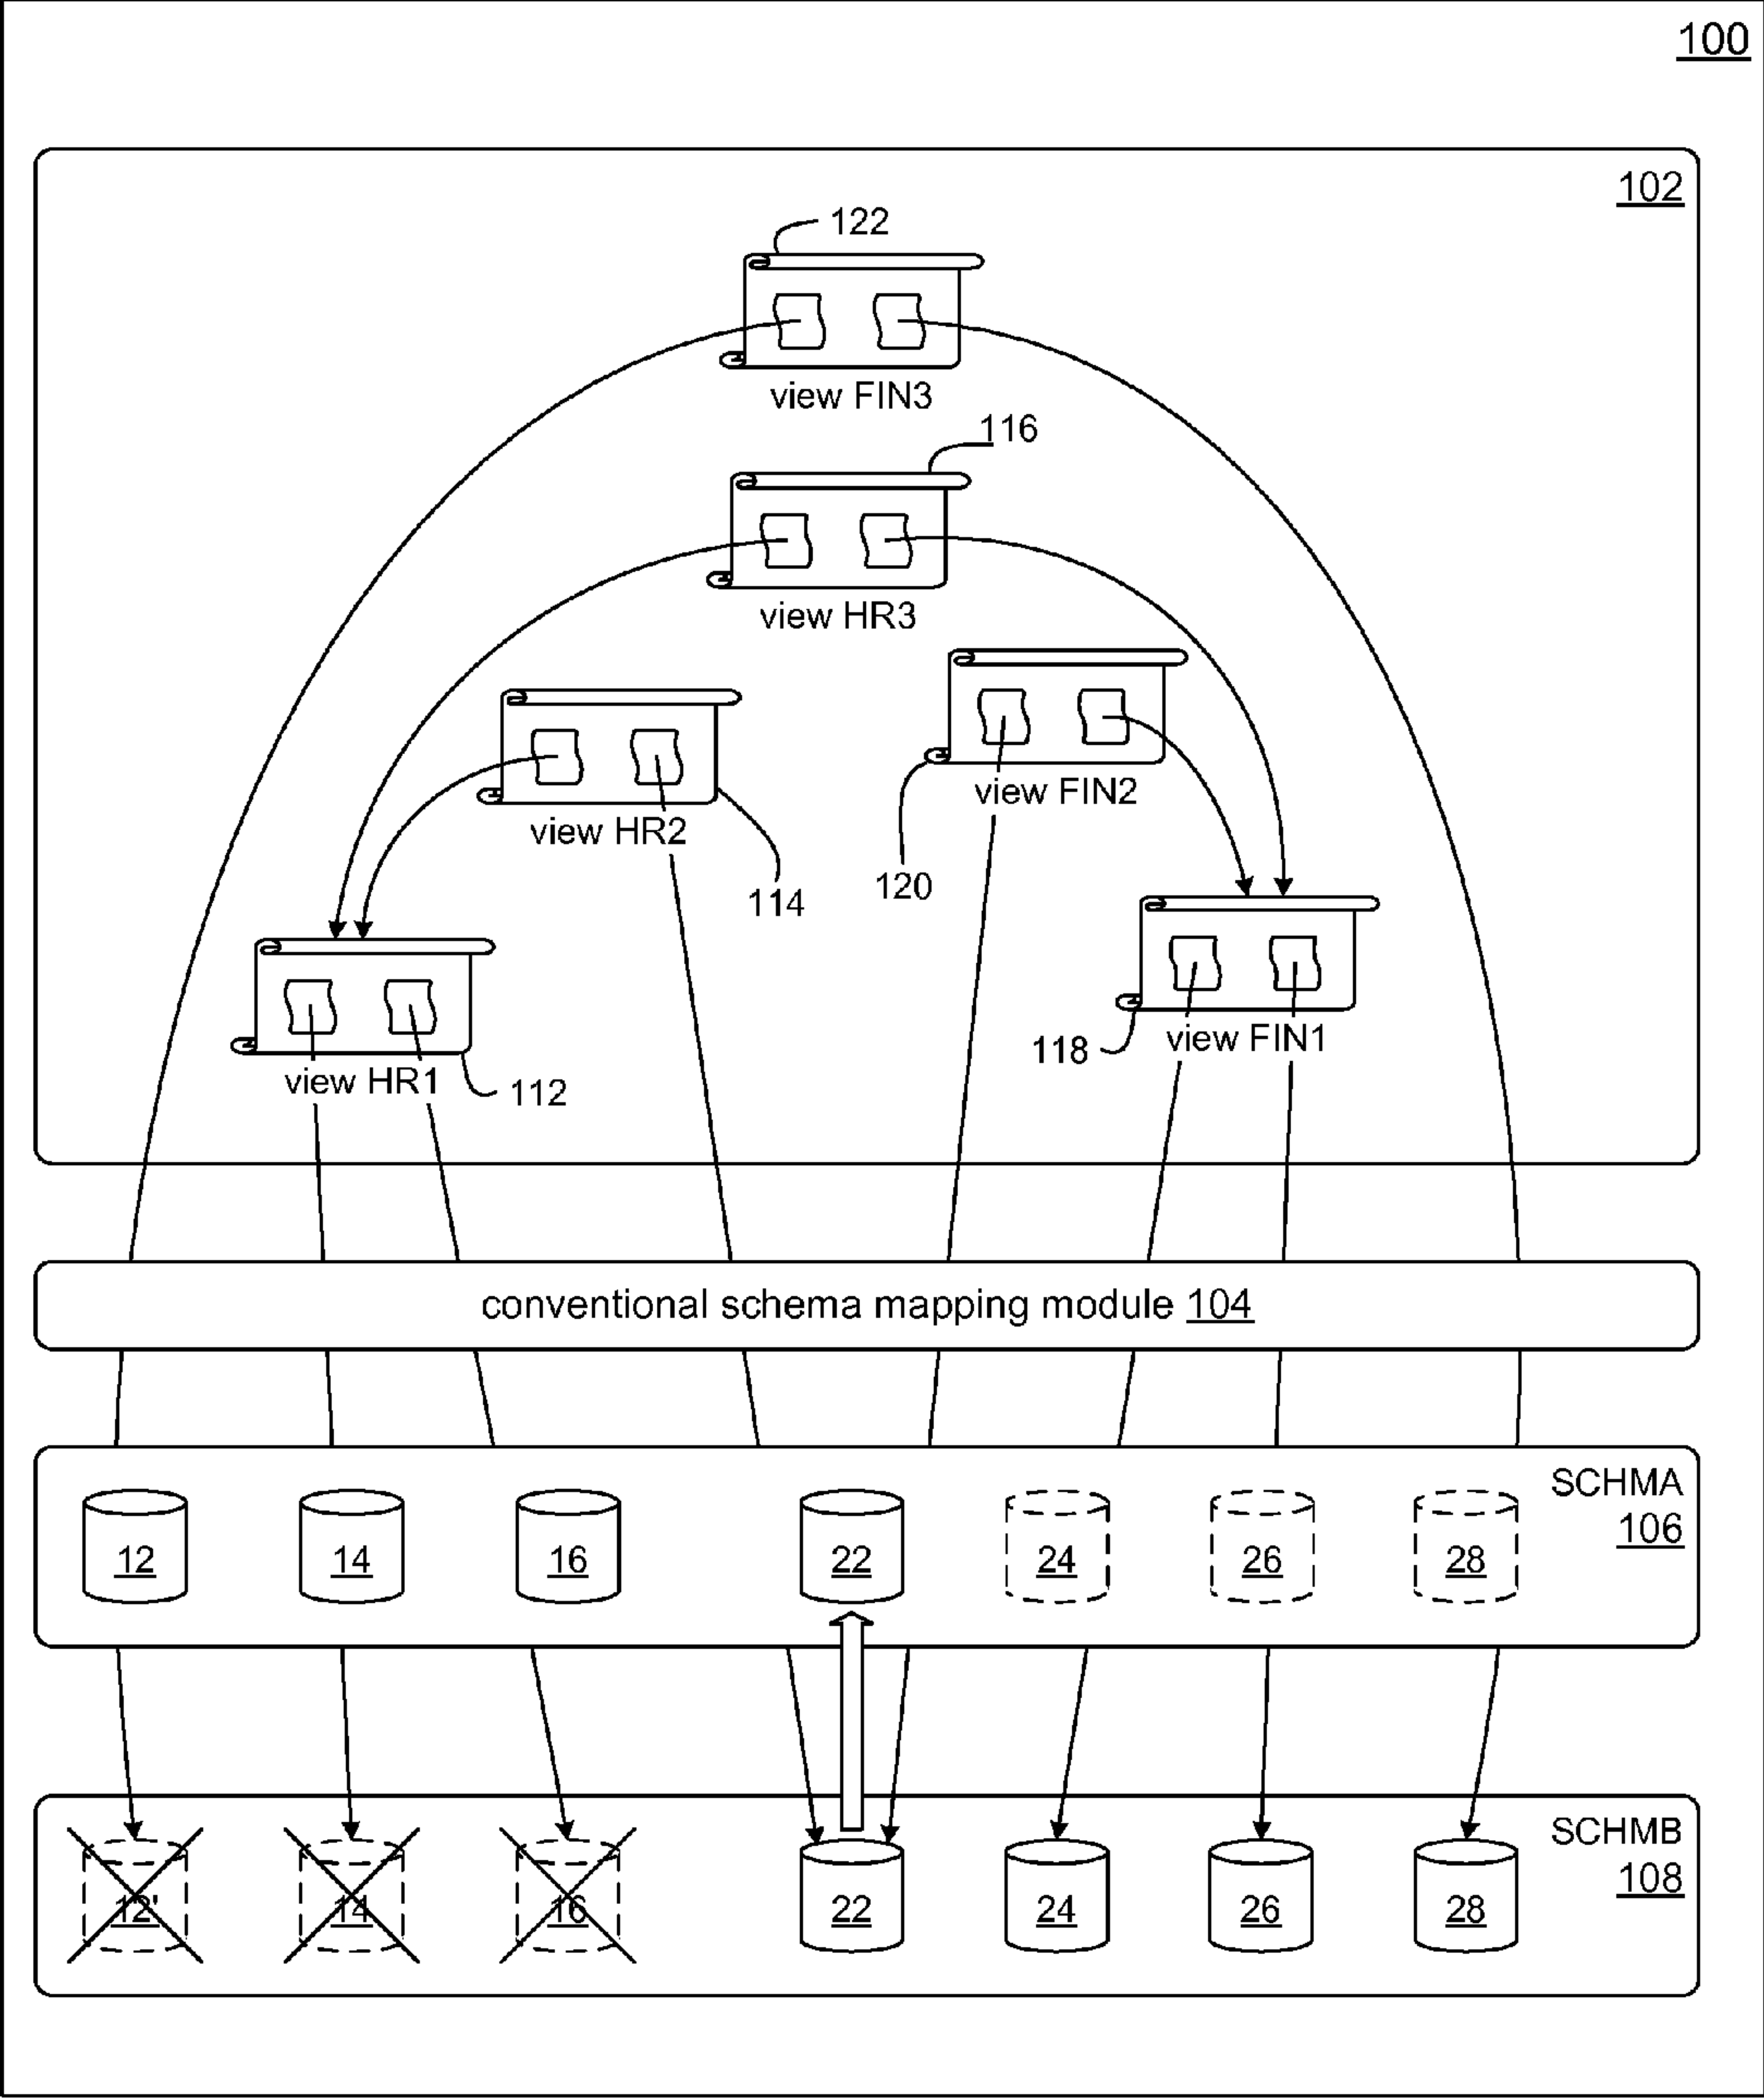 100
102
122
view FIN3
116
view HR3
view FIN2
view HR2
120
114
118
view FIN1
view HR1
112
conventional schema mapping module 104
SCHMA
106
12
14
16
22
24
26
28
SCHMB
108
12'
14
16
22
24
26
28